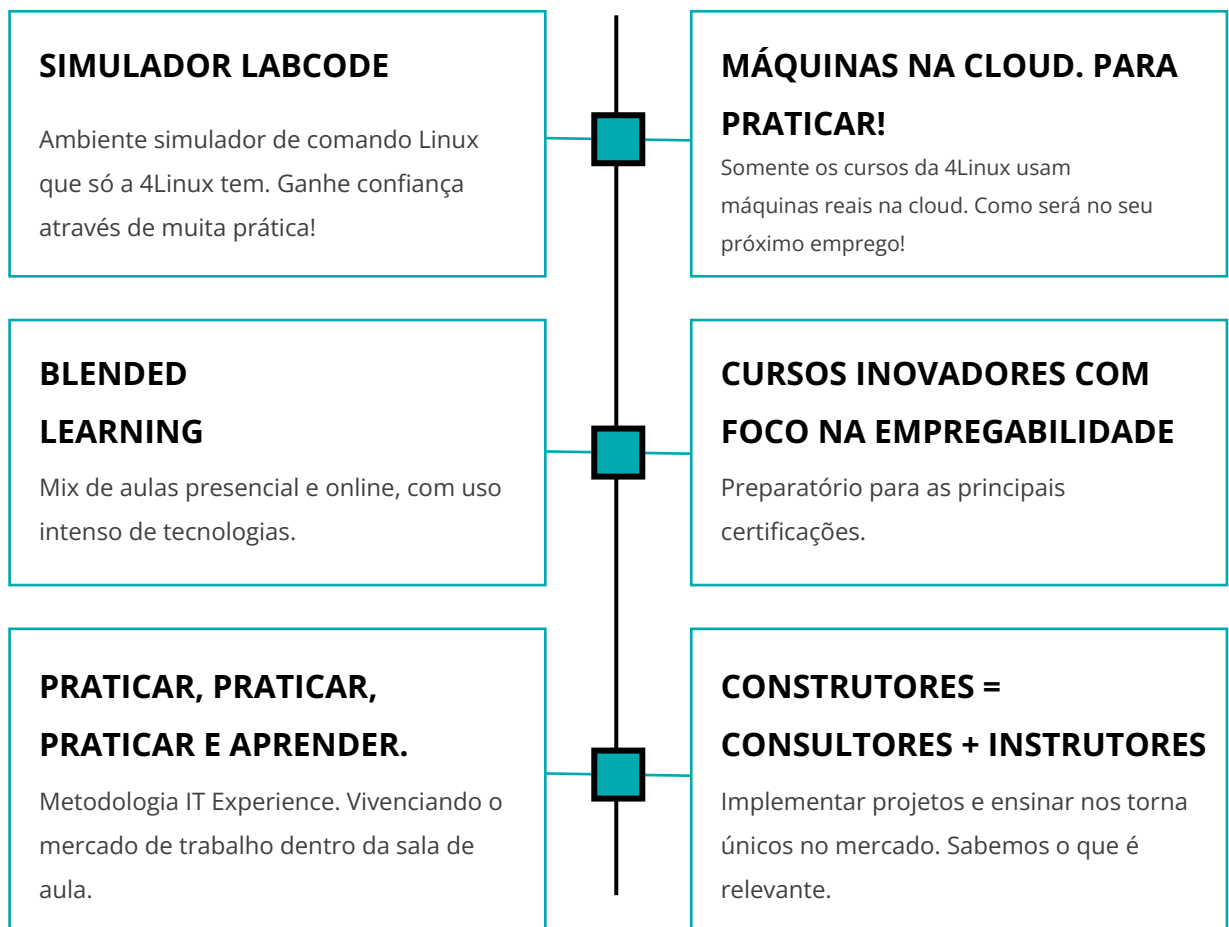 SIMULADOR LABCODE
Ambiente simulador de comando Linux
que só a 4Linux tem. Ganhe confiança
através de muita prática!
MÁQUINAS NA CLOUD. PARA
PRATICAR!
Somente os cursos da 4Linux usam
máquinas reais na cloud. Como será no seu
próximo emprego!
BLENDED
LEARNING
Mix de aulas presencial e online, com uso
intenso de tecnologias.
CURSOS INOVADORES COM
FOCO NA EMPREGABILIDADE
Preparatório para as principais
certificações.
PRATICAR, PRATICAR,
PRATICAR E APRENDER.
Metodologia IT Experience. Vivenciando o
mercado de trabalho dentro da sala de
aula.
CONSTRUTORES =
CONSULTORES + INSTRUTORES
Implementar projetos e ensinar nos torna
únicos no mercado. Sabemos o que é
relevante.